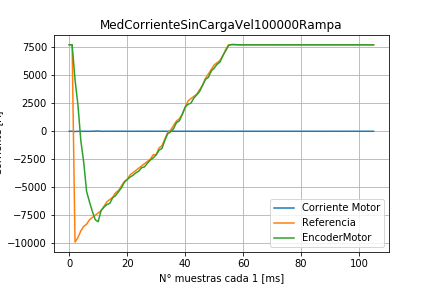 MedCorrienteSinCargaVel100000Rampa
7500
5000
2500
0
−2500
−5000
−7500
−10000
0 20 40 60 80 100
N° muestras cada 1 [ms]
Corriente Motor
Referencia
EncoderMotor